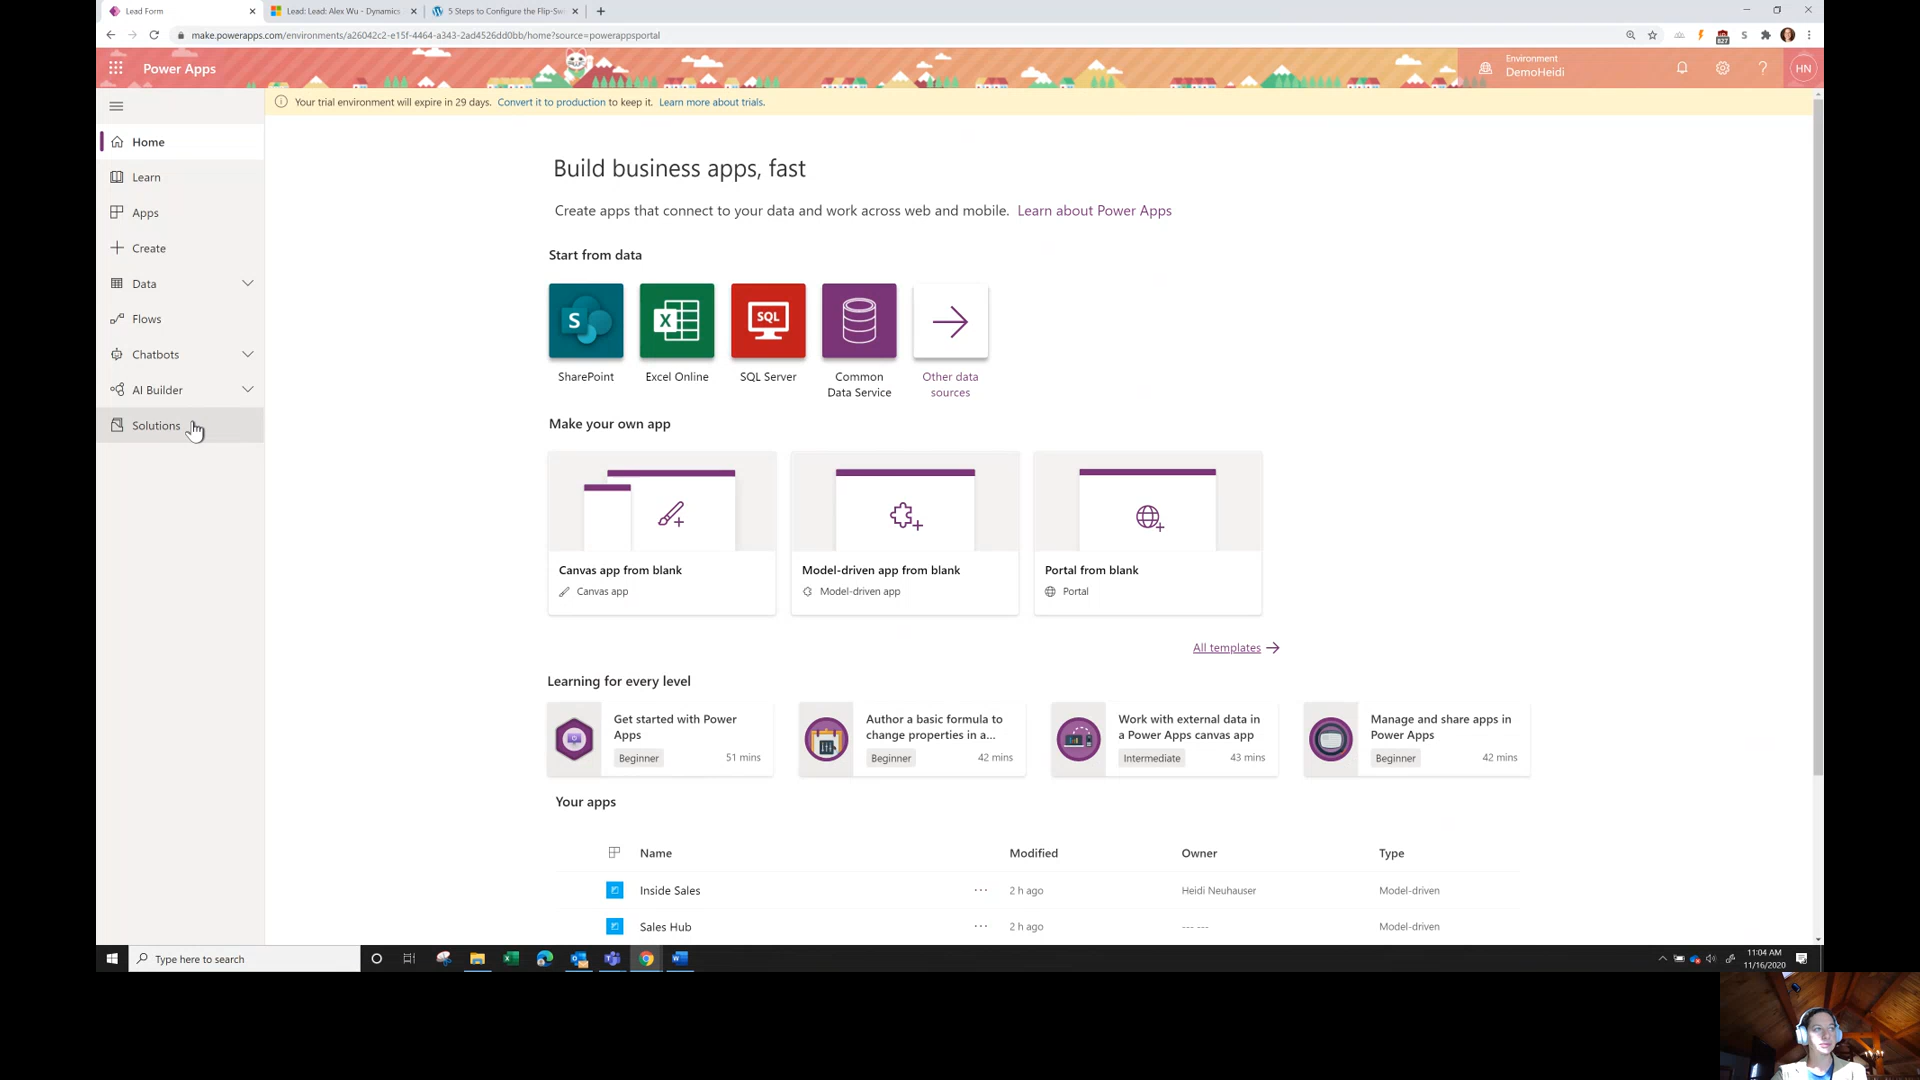 Lead Form
Lead: Lead: Alex Wu - Dynamics
5 Steps to Configure the Flip-Sw
make.powerapps.com/environments/a26042c2-e15f-4464-a343-2ad4526dd0bb/home?source=powerappsportal
Power Apps
Environment
DemoHeidi
HN
Your trial environment will expire in 29 days. Convert it to production to keep it. Learn more about trials.
Home
Learn
Apps
Create
Data
Flows
Chatbots
AI Builder
Solutions
Build business apps, fast
Create apps that connect to your data and work across web and mobile. Learn about Power Apps
Start from data
S
X
SQL
SharePoint
Excel Online
SQL Server
Common
Data Service
Other data
sources
Make your own app
Canvas app from blank
Canvas app
Model-driven app from blank
Model-driven app
Portal from blank
Portal
All templates
Learning for every level
Get started with Power
Apps
Beginner 51 mins
Author a basic formula to
change properties in a...
Beginner 42 mins
Work with external data in
a Power Apps canvas app
Intermediate 43 mins
Manage and share apps in
Power Apps
Beginner 42 mins
Your apps
Name Modified Owner Type
Inside Sales ... 2 h ago Heidi Neuhauser Model-driven
Sales Hub ... 2 h ago --- --- Model-driven
Type here to search
11:04 AM
11/16/2020